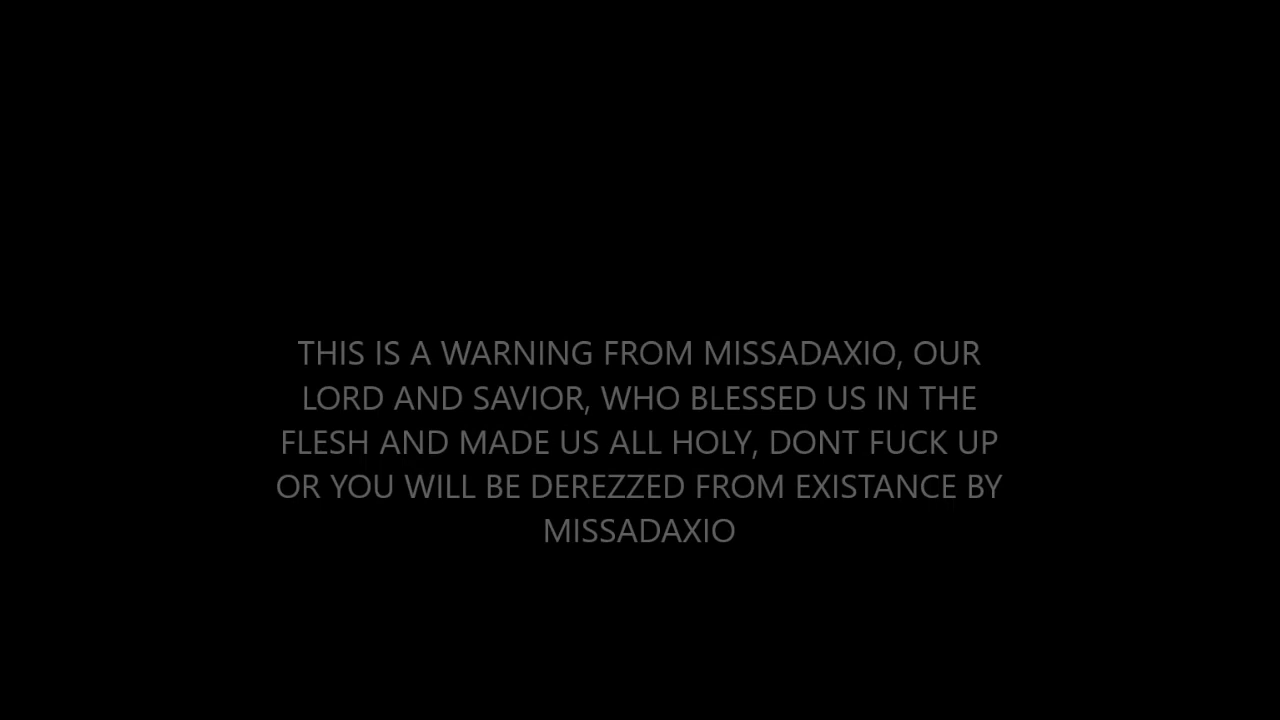 THIS IS A WARNING FROM MISSADAXIO, OUR
LORD AND SAVIOR, WHO BLESSED US IN THE
FLESH AND MADE US ALL HOLY, DONT FUCK UP
OR YOU WILL BE DEREZZED FROM EXISTANCE BY
MISSADAXIO